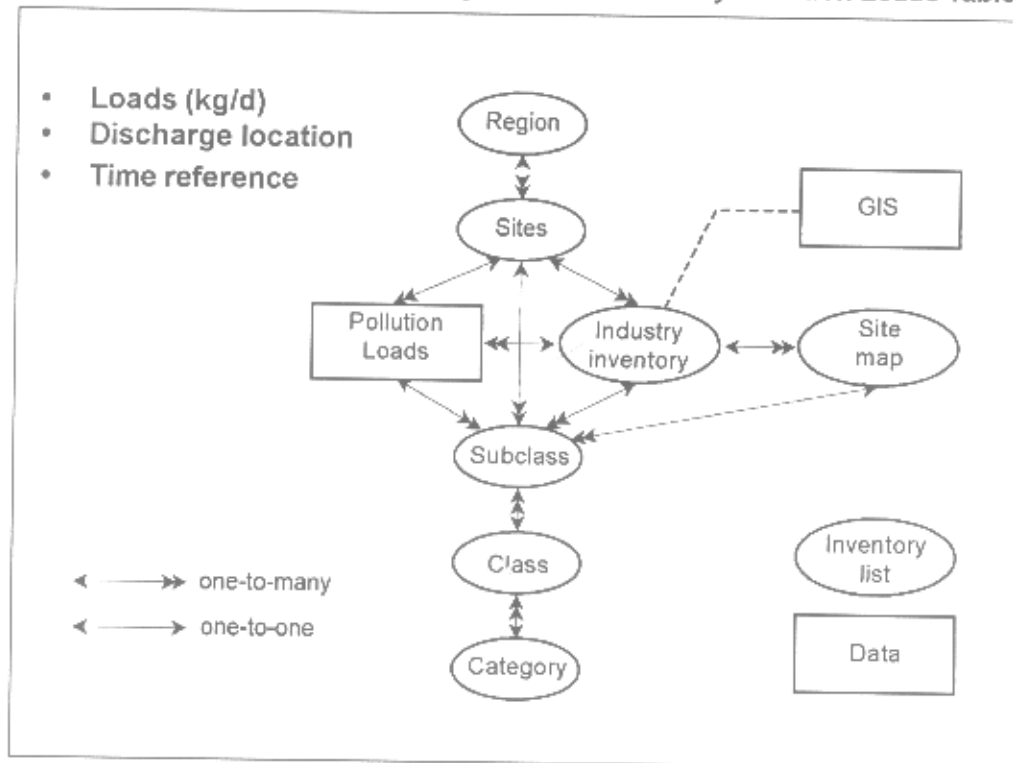 Loads (kg/d)
Discharge location
Time reference
Region
Sites
GIS
Pollution
Loads
Industry
inventory
Site
map
Subclass
Class
Category
one-to-many
one-to-one
Inventory
list
Data